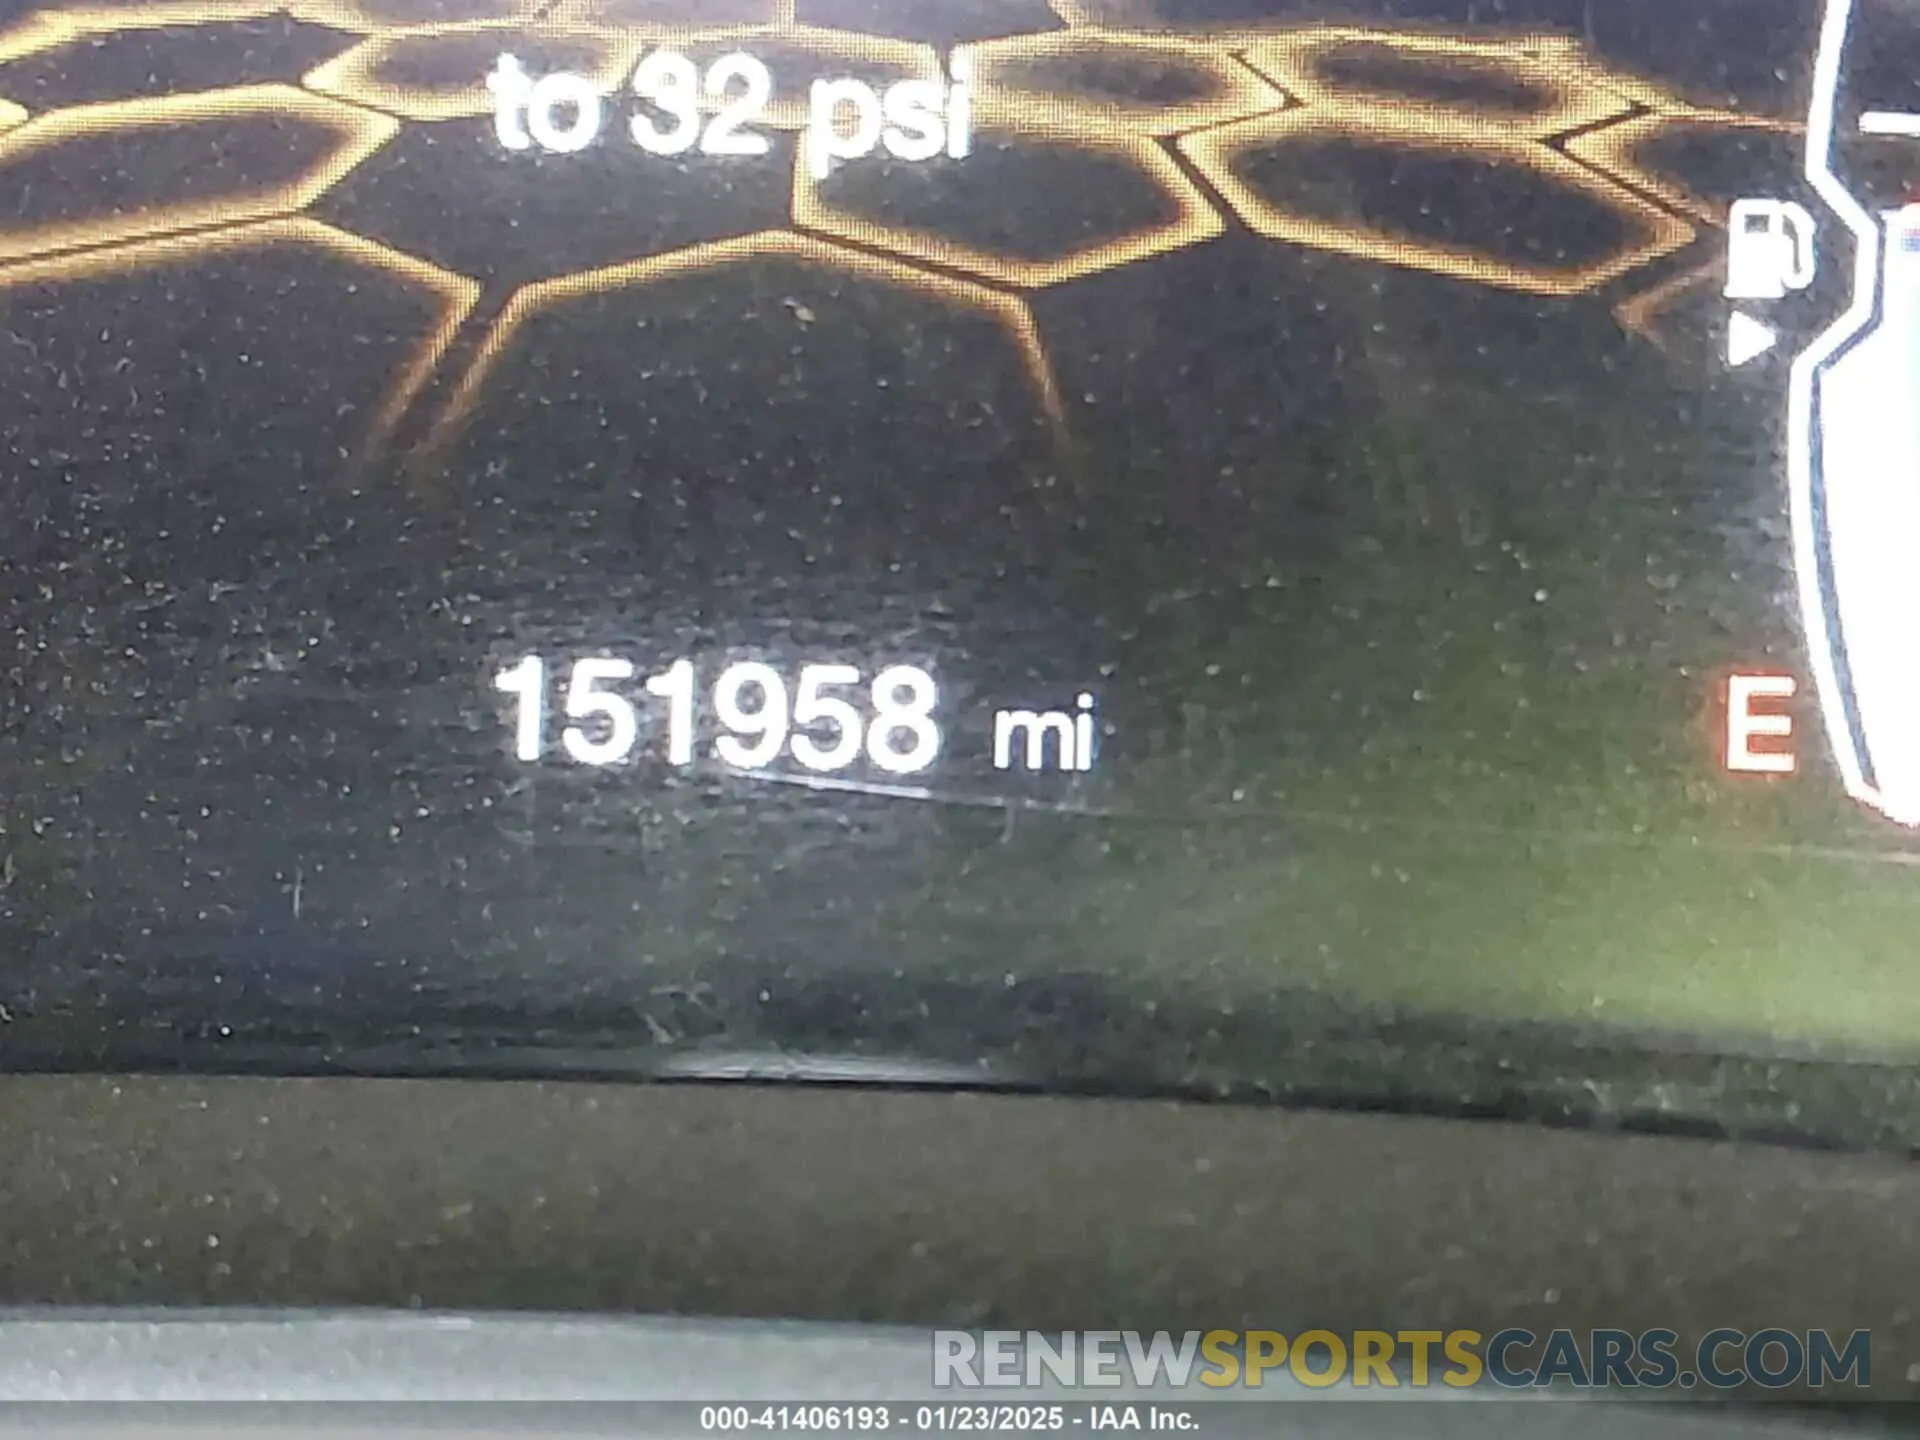 to 32 psi
151958 mi
E
RENEWSPORTSCARS.COM
000-41406193 - 01/23/2025 - IAA Inc.